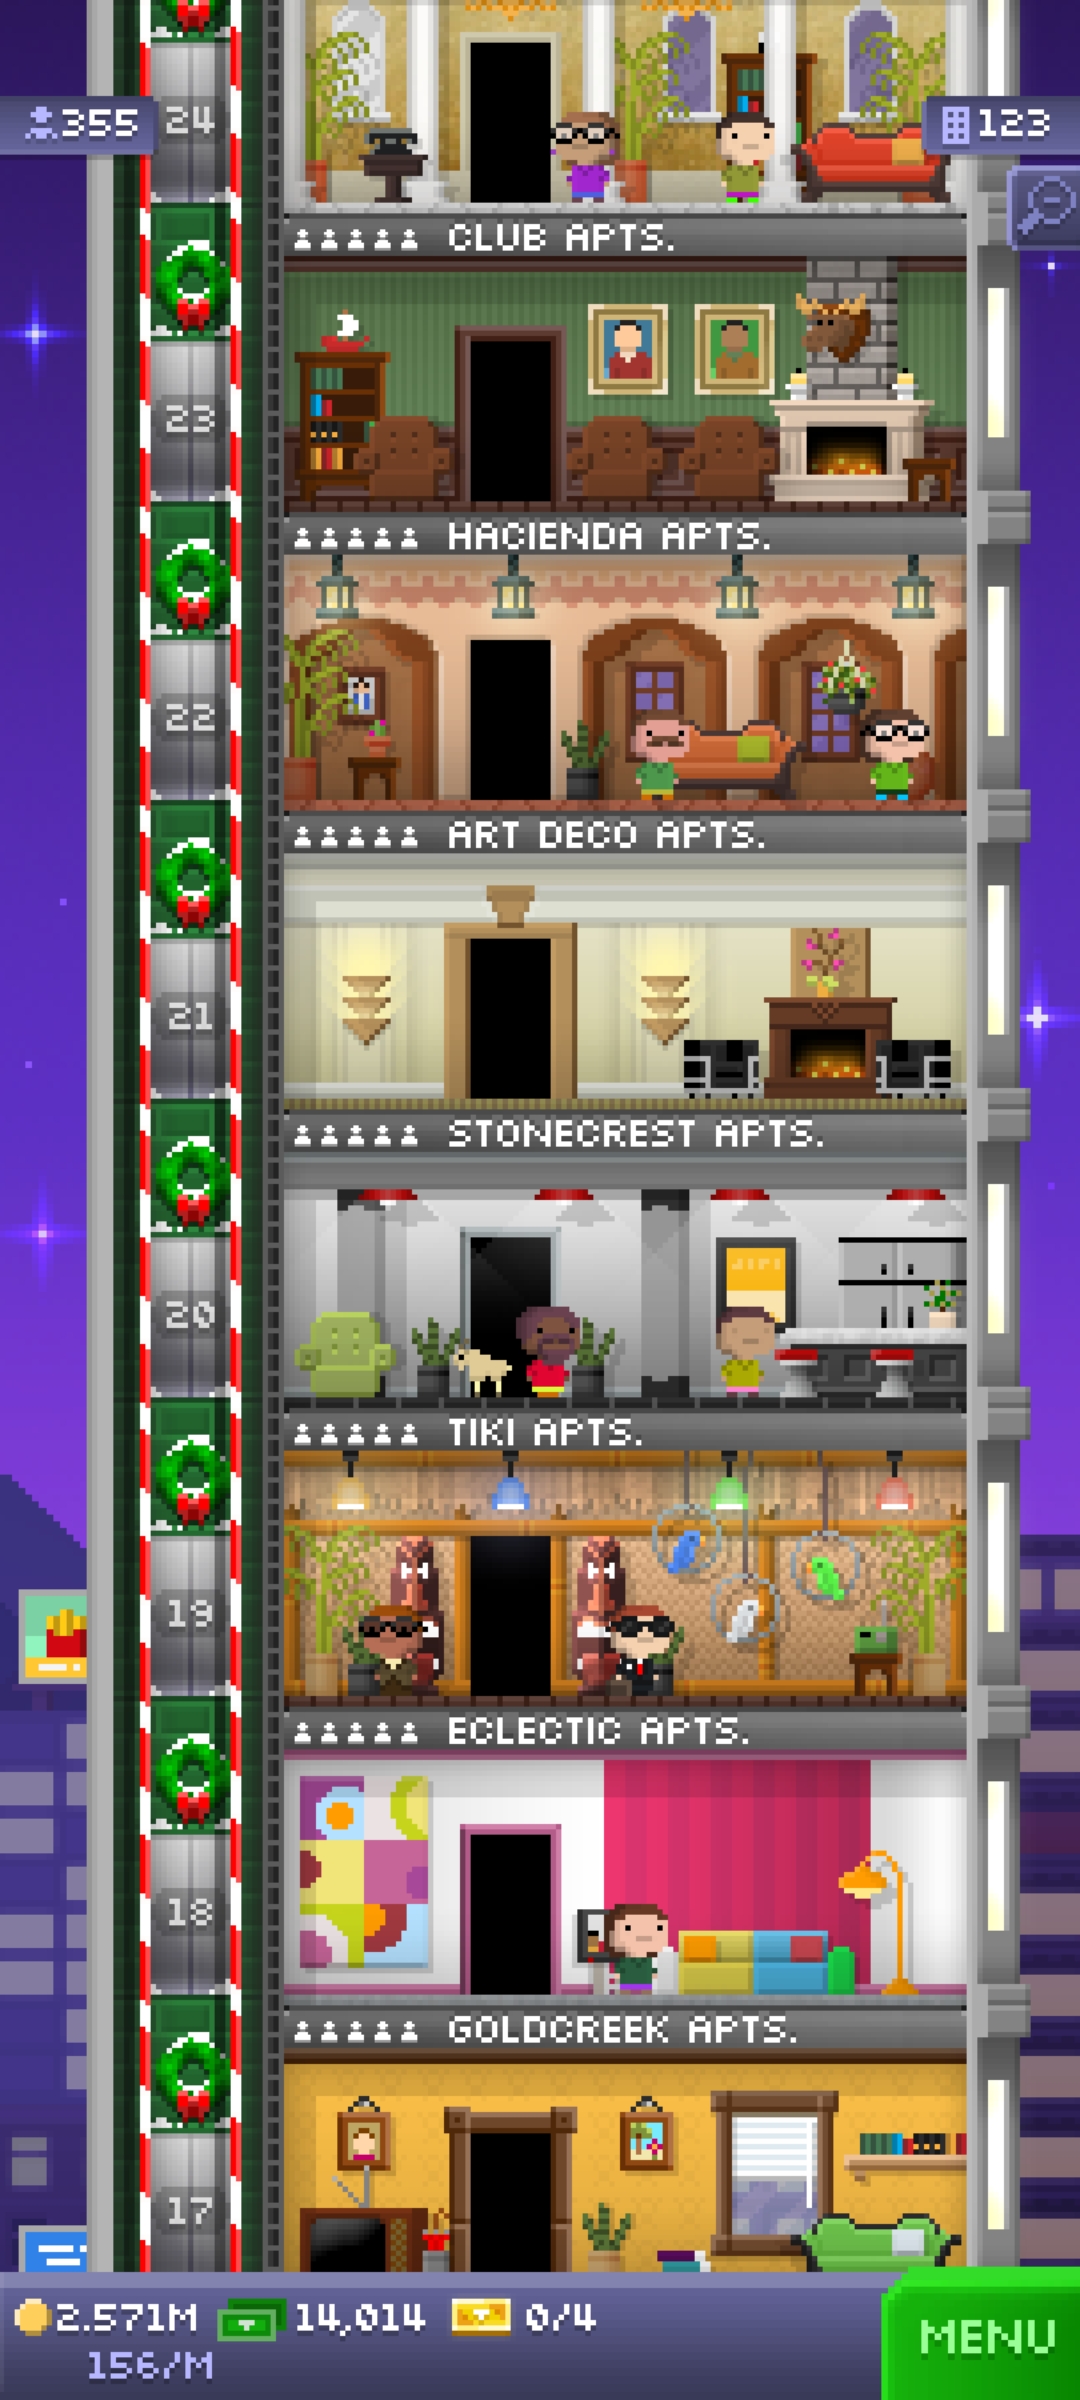 24
355
123
CLUB APTS.
23
HACIENDA APTS.
22
ART DECO APTS.
21
STONECREST APTS.
20
TIKI APTS.
19
ECLECTIC APTS.
18
GOLDCREEK APTS.
17
2.571M 14,014 0/4
156/M
MENU